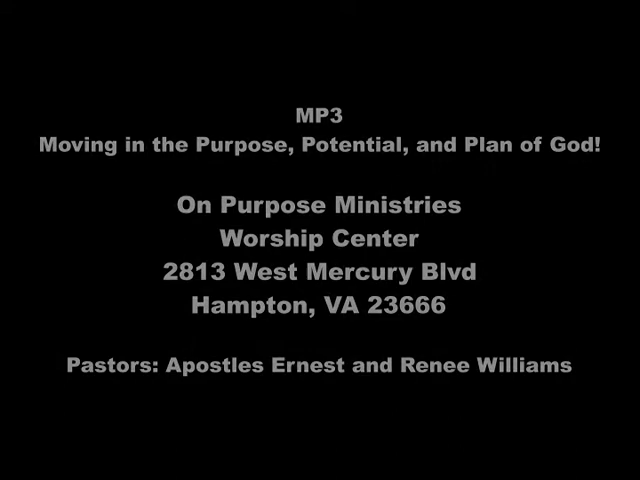 MP3
Moving in the Purpose, Potential, and Plan of God!
On Purpose Ministries
Worship Center
2813 West Mercury Blvd
Hampton, VA 23666
Pastors: Apostles Ernest and Renee Williams